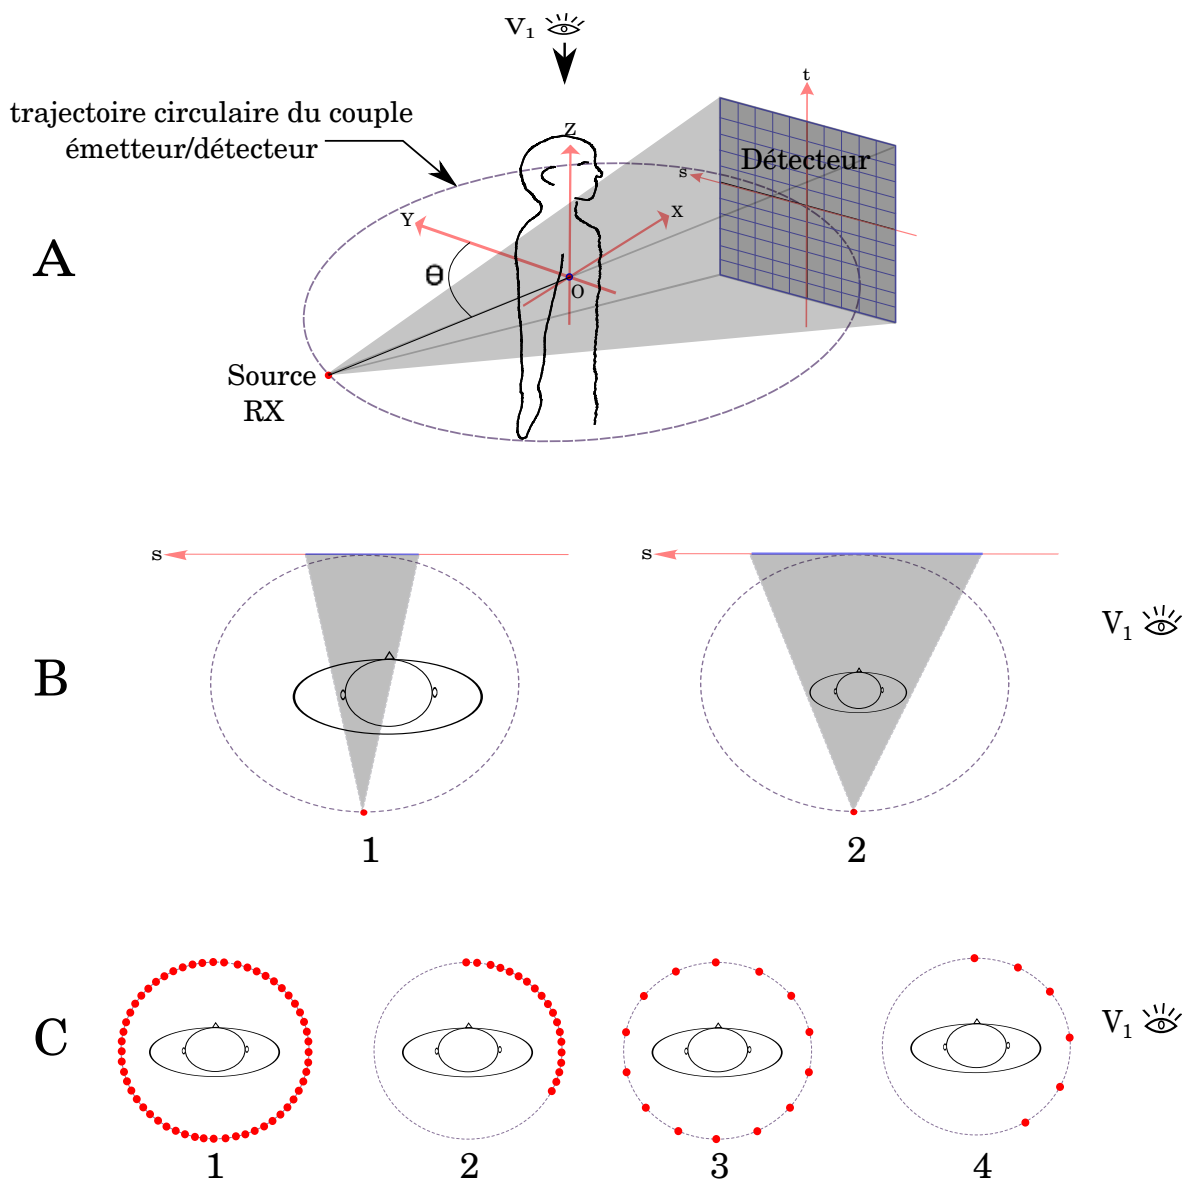 V₁
trajectoire circulaire du couple
émetteur/détecteur
t
Z
Détecteur
s
Y
X
A
θ
O
Source
RX
s
s
V₁
B
1
2
C
V₁
1
2
3
4